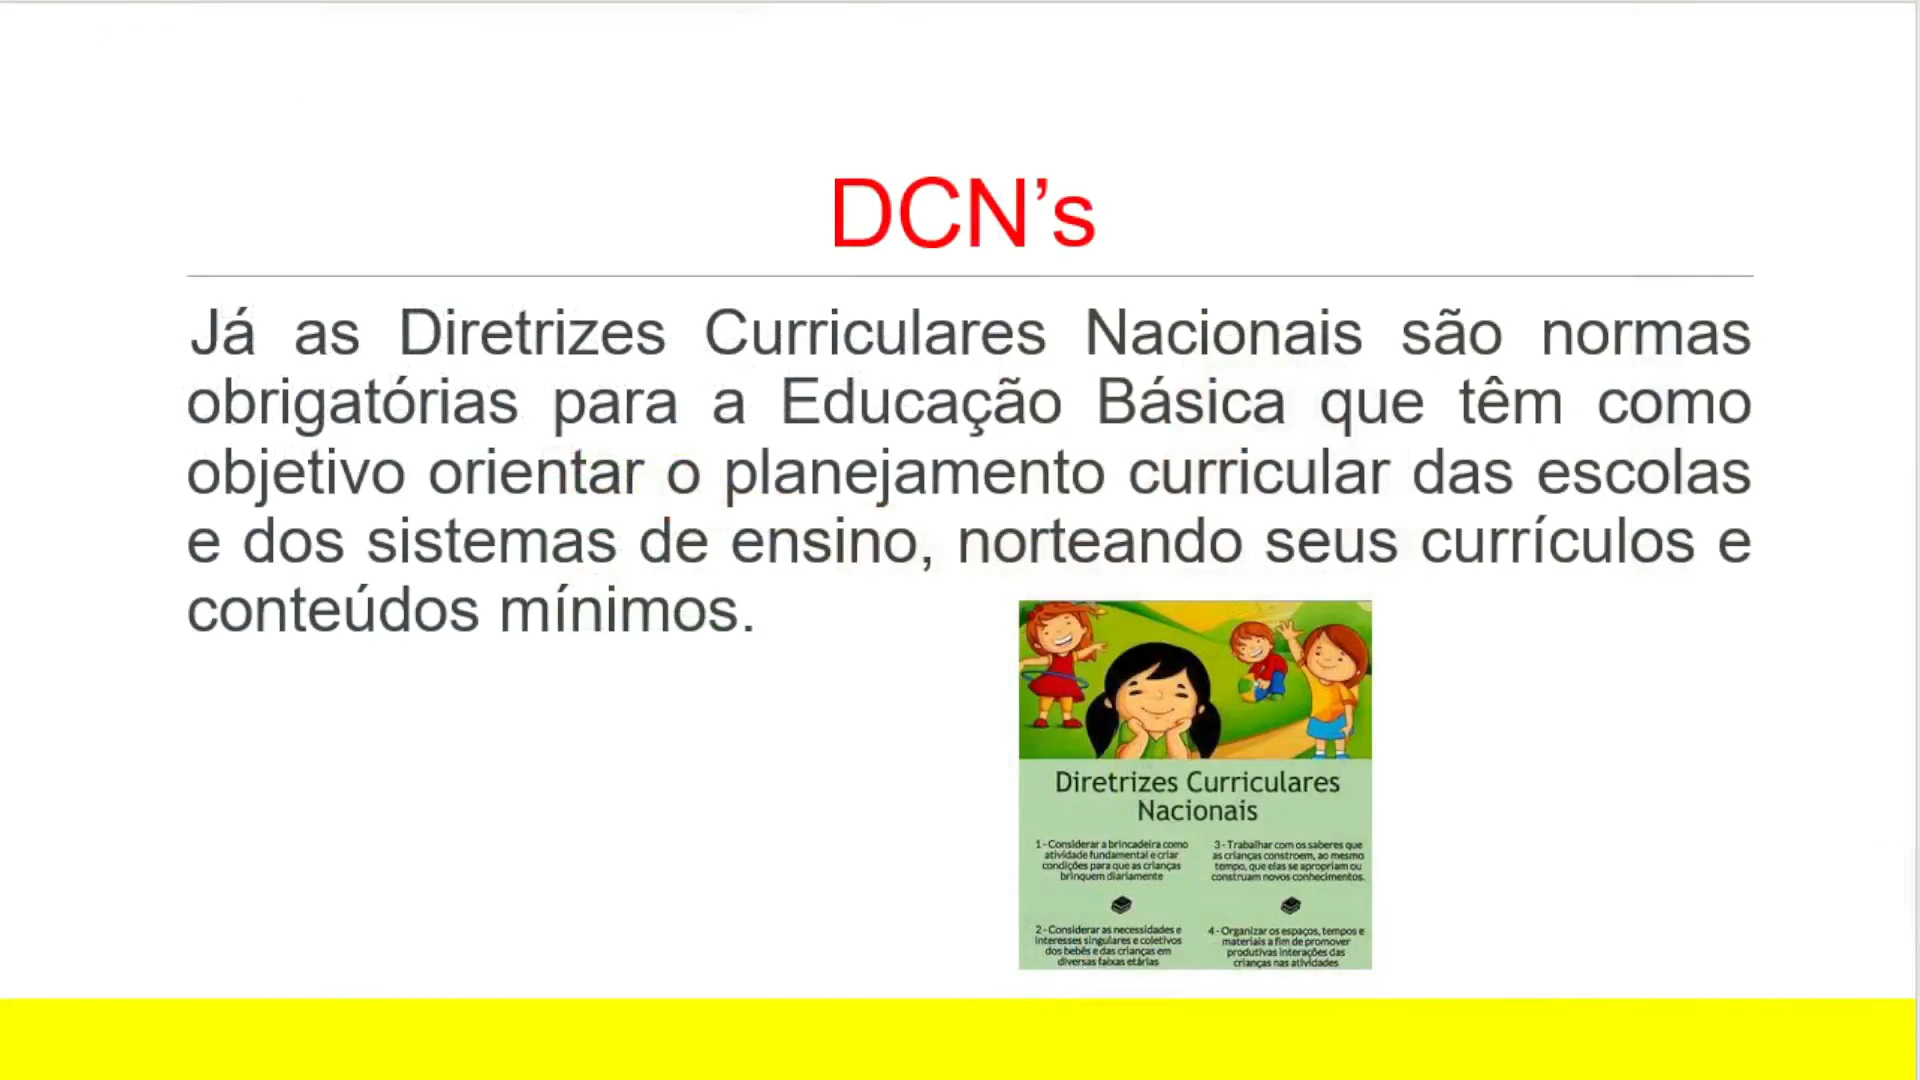 DCN’s
Já as Diretrizes Curriculares Nacionais são normas
obrigatórias para a Educação Básica que têm como
objetivo orientar o planejamento curricular das escolas
e dos sistemas de ensino, norteando seus currículos e
conteúdos mínimos.
Diretrizes Curriculares
Nacionais
1 - Considerar a brincadeira como
atividade fundamental e criar
condições para que as crianças
brinquem diariamente
2 - Considerar as necessidades e
interesses singulares e coletivos
dos bebês e das crianças em
diversas faixas etárias
3 - Trabalhar com os saberes que
as crianças constroem, ao mesmo
tempo, que elas se apropriam ou
construam novos conhecimentos.
4 - Organizar os espaços, tempos e
materiais a fim de promover
produtivas interações das
crianças nas atividades